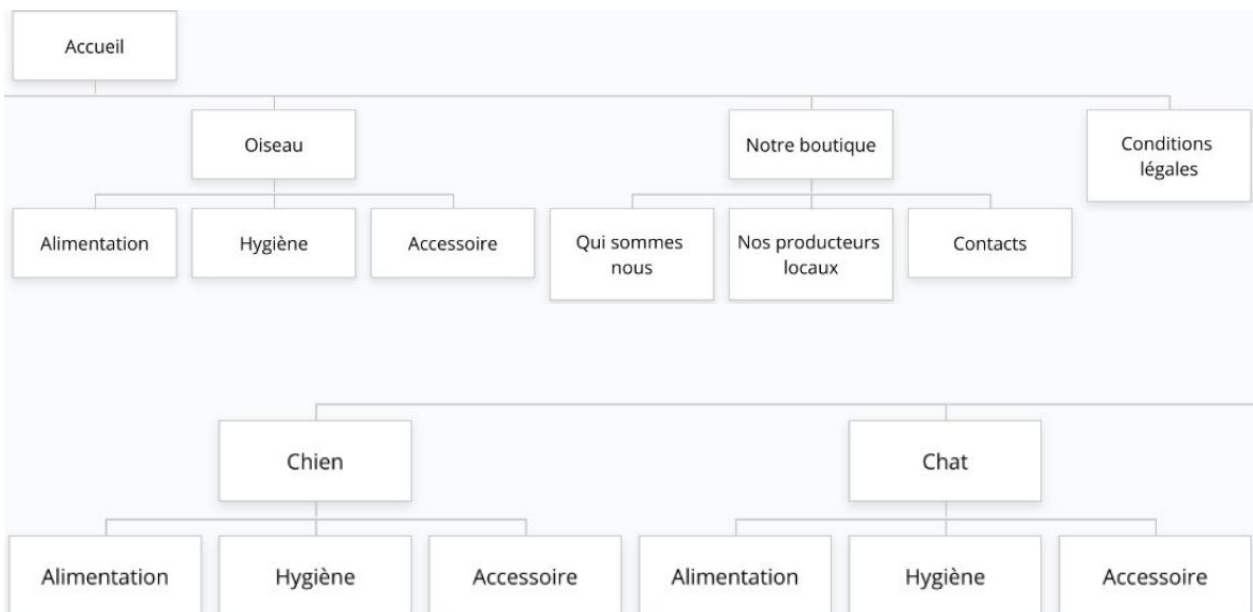 Accueil
Oiseau
Notre boutique
Conditions
légales
Alimentation
Hygiène
Accessoire
Qui sommes
nous
Nos producteurs
locaux
Contacts
Chien
Chat
Alimentation
Hygiène
Accessoire
Alimentation
Hygiène
Accessoire